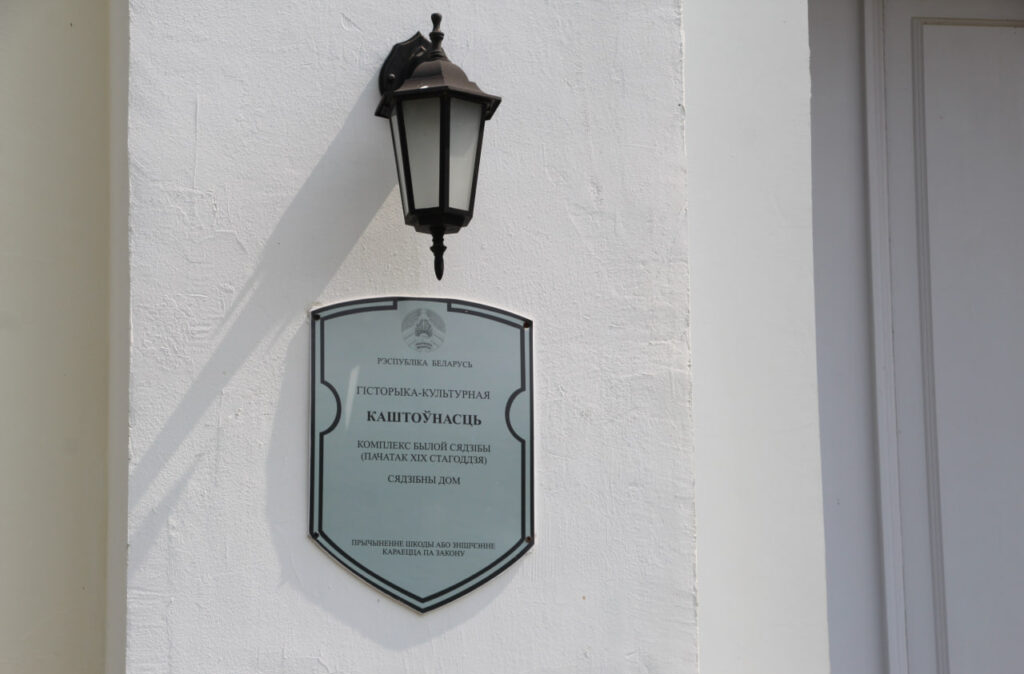 РЭСПУБЛІКА БЕЛАРУСЬ
ГІСТОРЫКА-КУЛЬТУРНАЯ
КАШТОЎНАСЦЬ
КОМПЛЕКС БЫЛОЙ СЯДЗІБЫ
(ПАЧАТАК XIX СТАГОДДЗЯ)
СЯДЗІБНЫ ДОМ
ПРЫЧЫНЕННЕ ШКОДЫ АБО ЗНІШЧЭННЕ
КАРАЕЦЦА ПА ЗАКОНУ